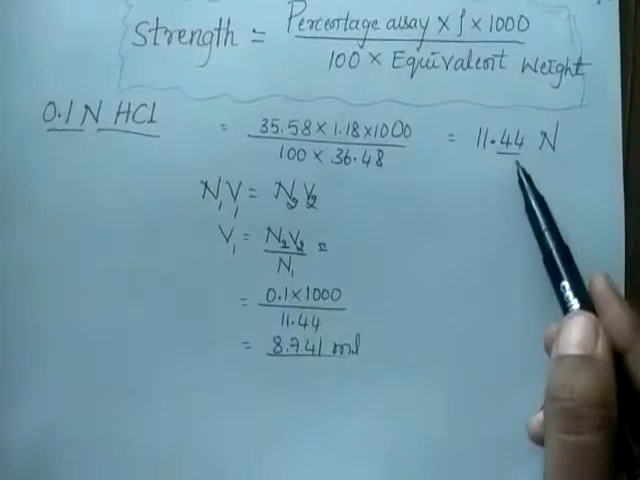 Strength = Percentage assay × ρ × 1000
100 × Equivalent Weight
0.1 N HCl = 35.58 × 1.18 × 1000 = 11.44 N
100 × 36.48
N₁V₁ = N₂V₂
V₁ = N₂V₂ =
N₁
= 0.1 × 1000
11.44
= 8.741 ml